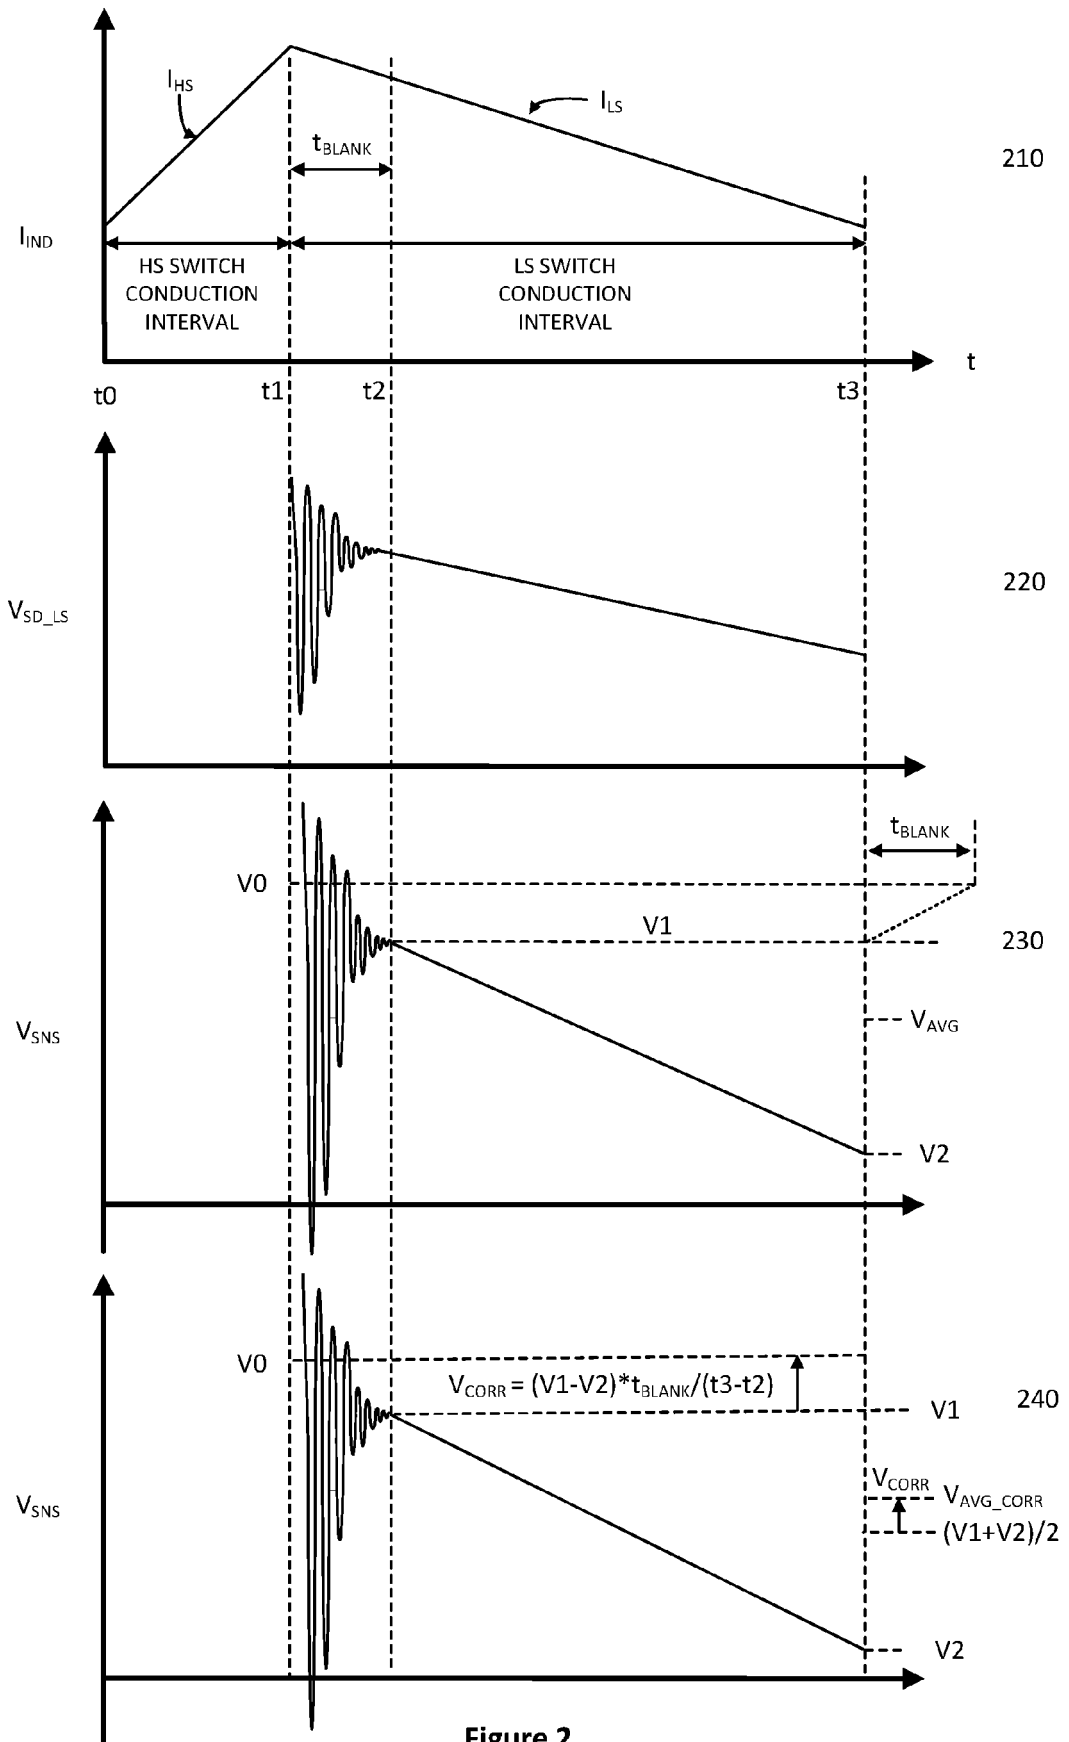 I_HS
I_LS
t_BLANK
210
I_IND
HS SWITCH
CONDUCTION
INTERVAL
LS SWITCH
CONDUCTION
INTERVAL
t
t0
t1
t2
t3
220
V_SD_LS
t_BLANK
V0
V1
230
V_SNS
V_AVG
V2
V0
V_CORR = (V1-V2)*t_BLANK/(t3-t2)
V1
240
V_CORR
V_SNS
V_AVG_CORR
(V1+V2)/2
V2
Figure 2